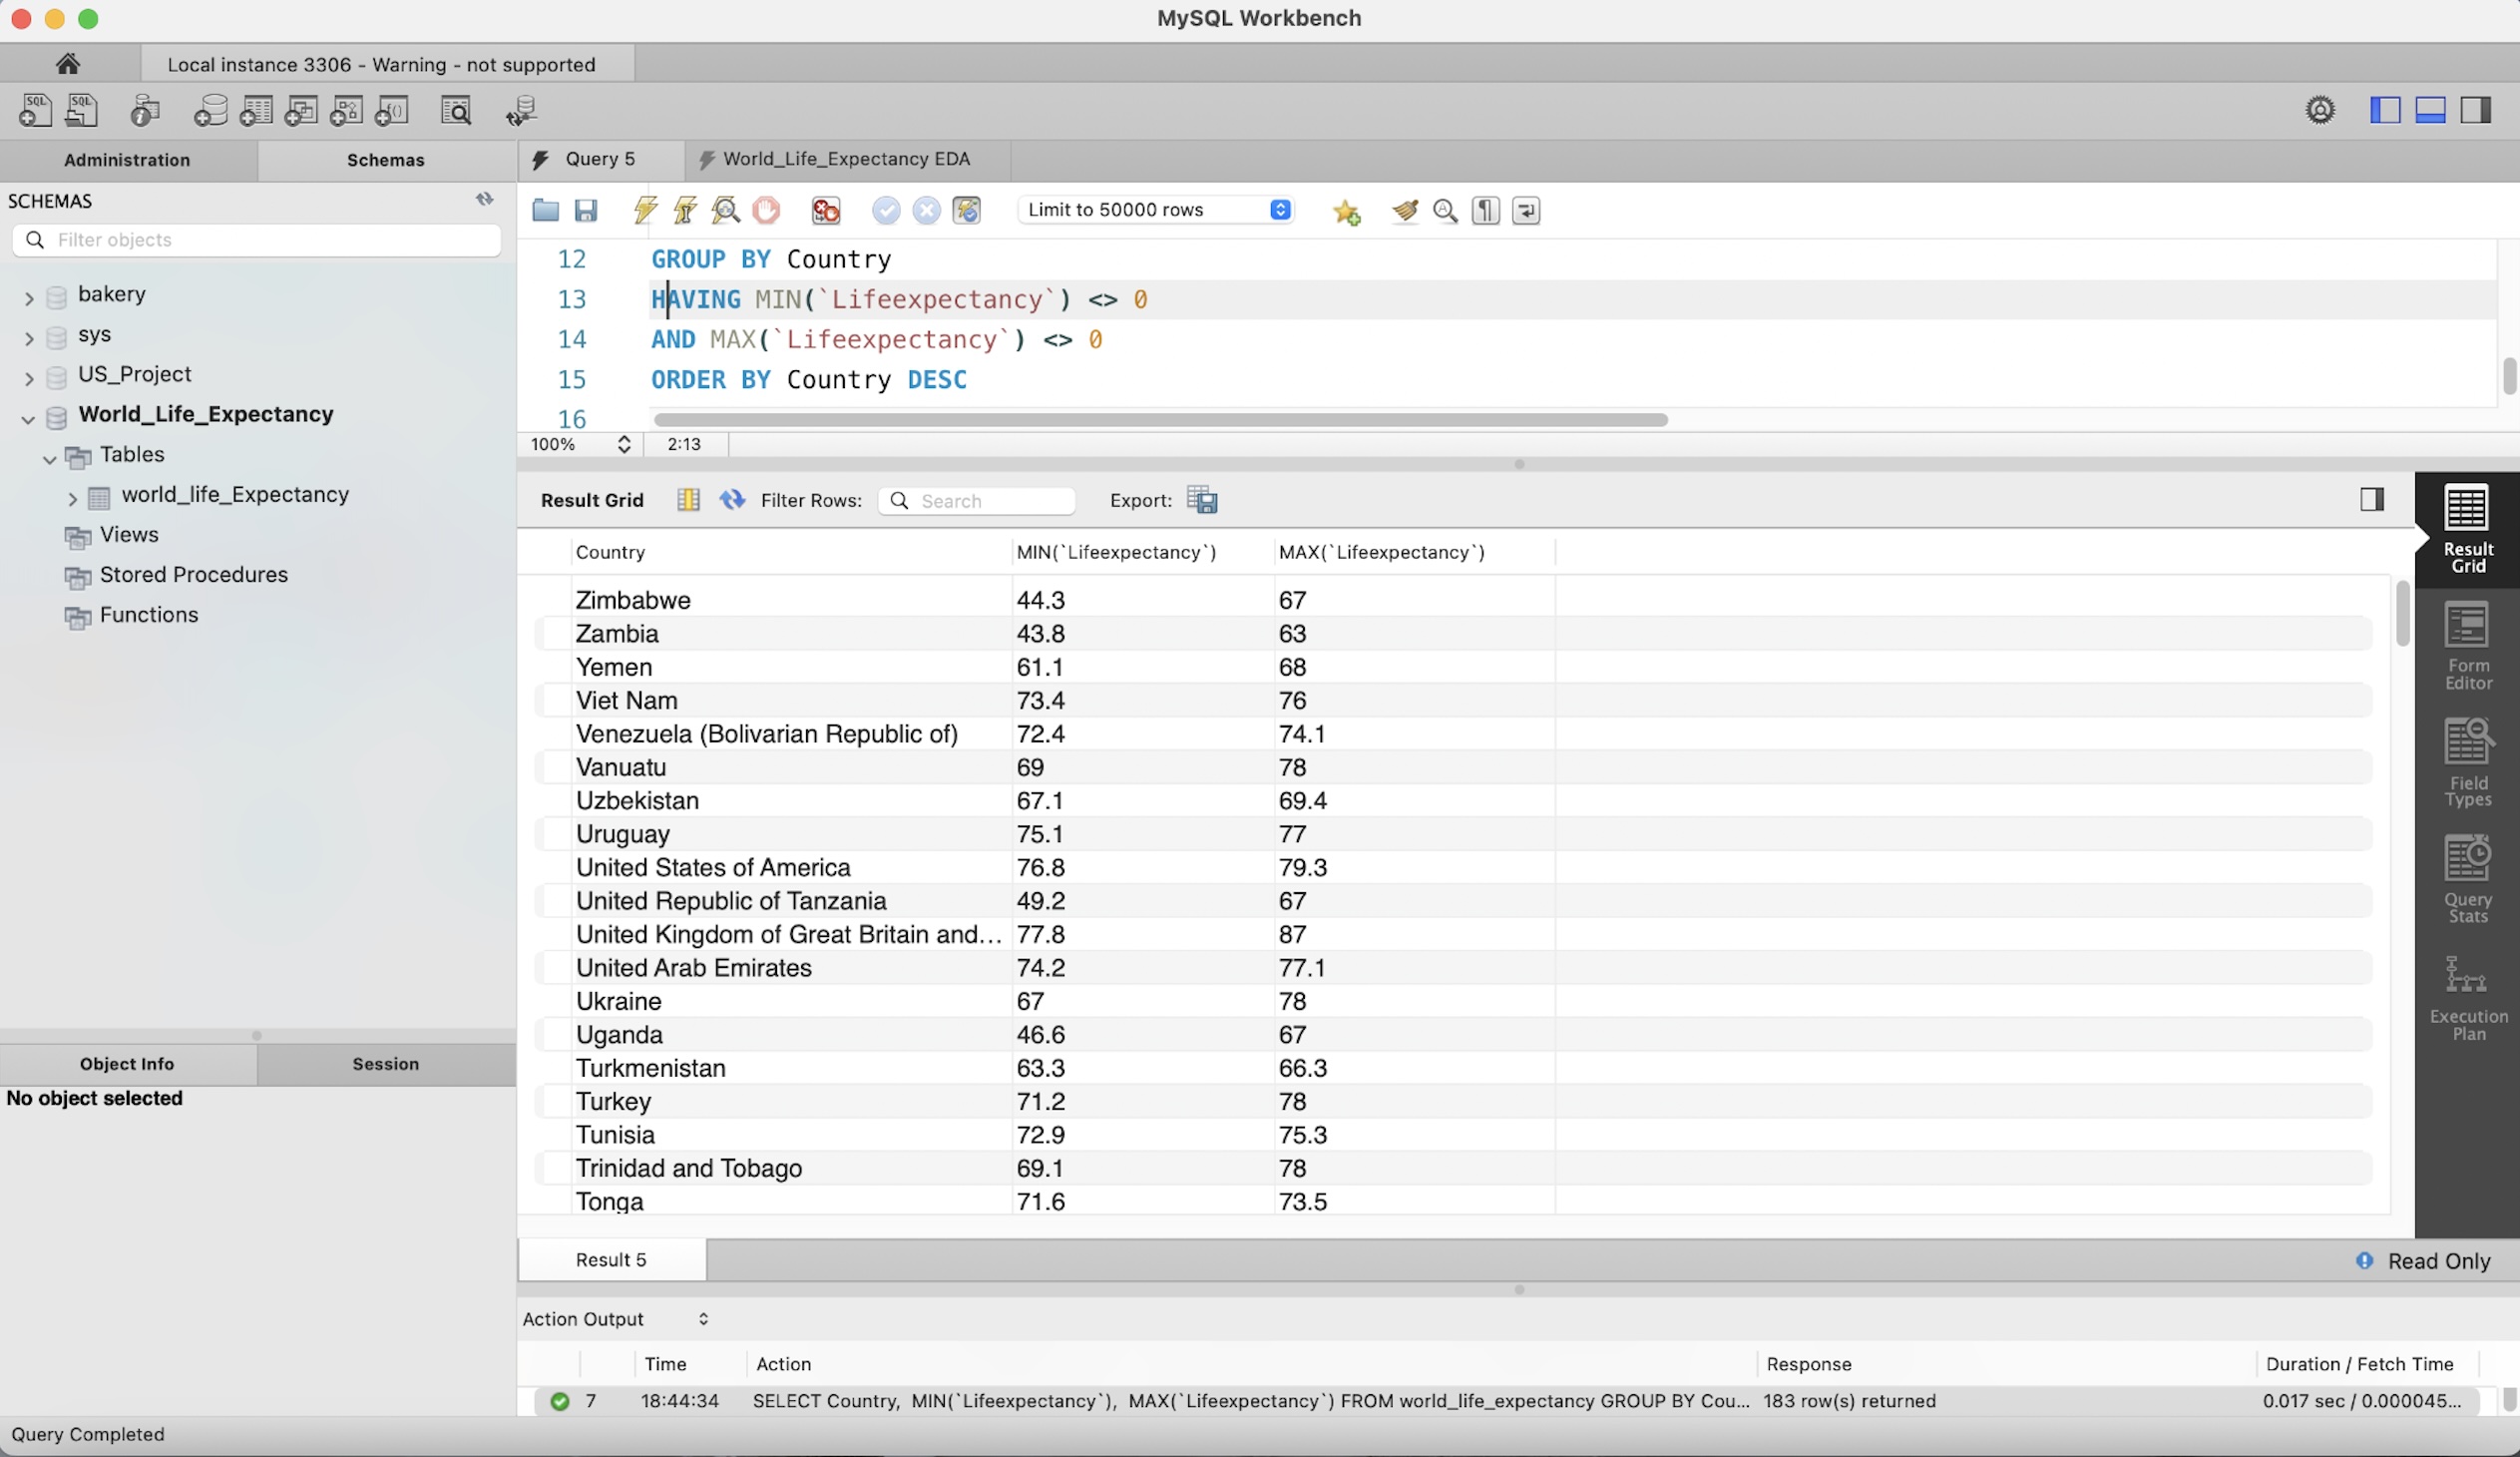 MySQL Workbench
Local instance 3306 - Warning - not supported
SQL SQL
Administration Schemas
Query 5 World_Life_Expectancy EDA
SCHEMAS
Filter objects
Limit to 50000 rows
12 GROUP BY Country
13 HAVING MIN(`Lifeexpectancy`) <> 0
14 AND MAX(`Lifeexpectancy`) <> 0
15 ORDER BY Country DESC
16
100% 2:13
bakery
sys
US_Project
World_Life_Expectancy
Tables
world_life_Expectancy
Views
Stored Procedures
Functions
Result Grid Filter Rows: Search Export:
Country MIN(`Lifeexpectancy`) MAX(`Lifeexpectancy`)
Zimbabwe 44.3 67
Zambia 43.8 63
Yemen 61.1 68
Viet Nam 73.4 76
Venezuela (Bolivarian Republic of) 72.4 74.1
Vanuatu 69 78
Uzbekistan 67.1 69.4
Uruguay 75.1 77
United States of America 76.8 79.3
United Republic of Tanzania 49.2 67
United Kingdom of Great Britain and... 77.8 87
United Arab Emirates 74.2 77.1
Ukraine 67 78
Uganda 46.6 67
Turkmenistan 63.3 66.3
Turkey 71.2 78
Tunisia 72.9 75.3
Trinidad and Tobago 69.1 78
Tonga 71.6 73.5
Result
Grid
Form
Editor
Field
Types
Query
Stats
Execution
Plan
Object Info Session
No object selected
Result 5 Read Only
Action Output
Time Action Response Duration / Fetch Time
7 18:44:34 SELECT Country, MIN(`Lifeexpectancy`), MAX(`Lifeexpectancy`) FROM world_life_expectancy GROUP BY Cou... 183 row(s) returned 0.017 sec / 0.000045...
Query Completed